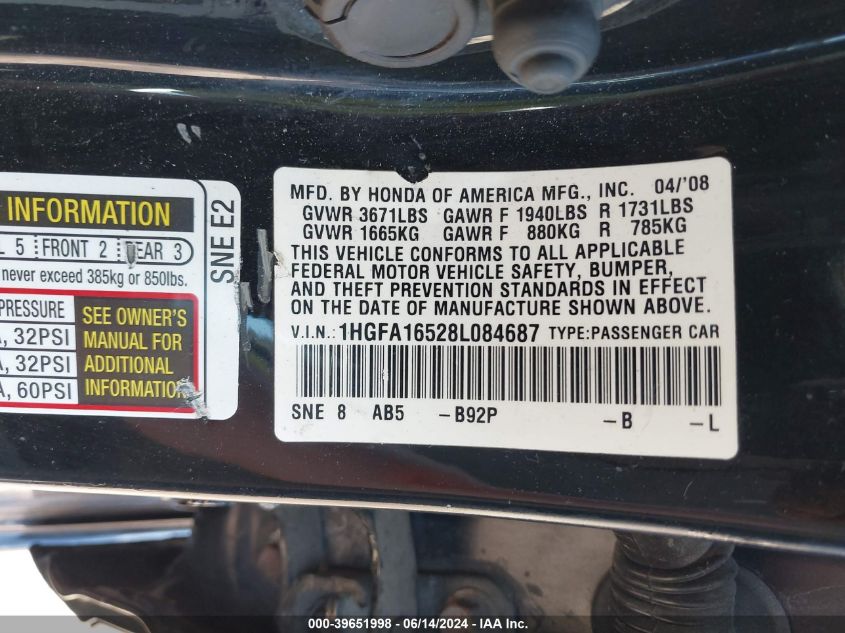 INFORMATION
L 5 FRONT 2 REAR 3
never exceed 385kg or 850lbs.
PRESSURE
, 32PSI
, 32PSI
A, 60PSI
SEE OWNER'S
MANUAL FOR
ADDITIONAL
INFORMATION
SNE E2
MFD. BY HONDA OF AMERICA MFG., INC. 04/'08
GVWR 3671LBS GAWR F 1940LBS R 1731LBS
GVWR 1665KG GAWR F 880KG R 785KG
THIS VEHICLE CONFORMS TO ALL APPLICABLE
FEDERAL MOTOR VEHICLE SAFETY, BUMPER,
AND THEFT PREVENTION STANDARDS IN EFFECT
ON THE DATE OF MANUFACTURE SHOWN ABOVE.
V.I.N.: 1HGFA16528L084687 TYPE:PASSENGER CAR
SNE 8 AB5 -B92P -B -L
000-39651998 - 06/14/2024 - IAA Inc.